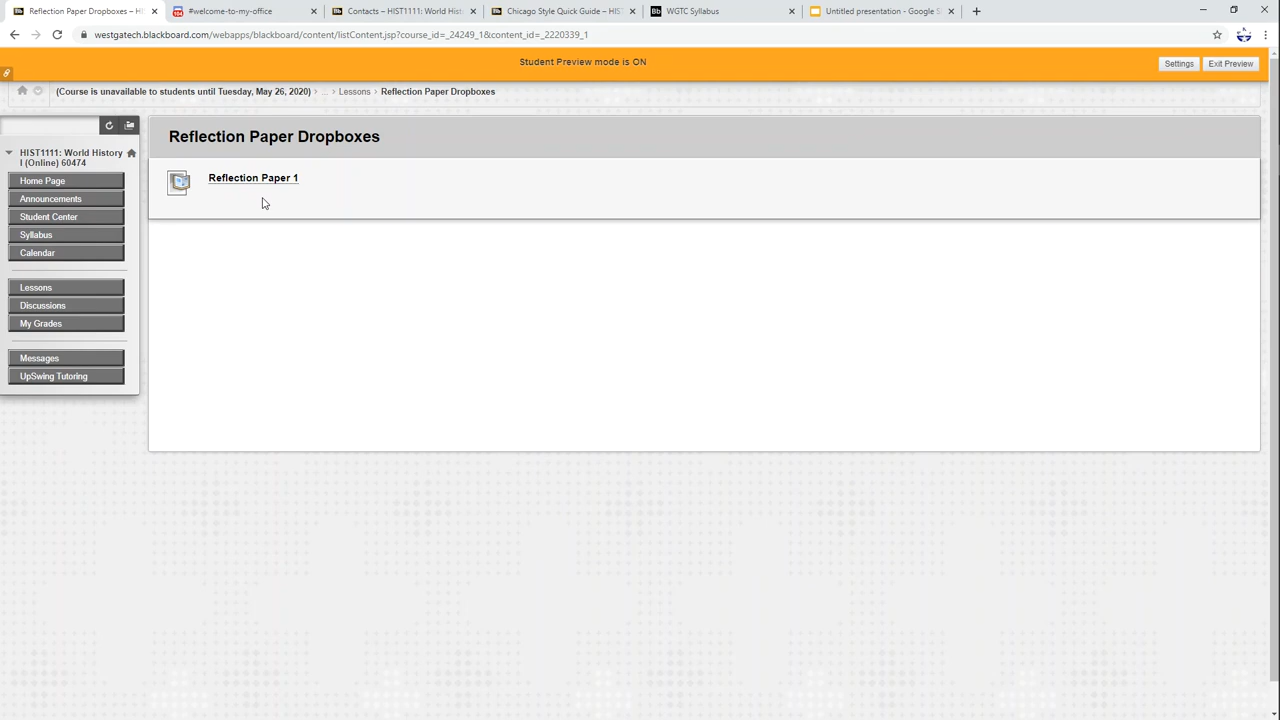 Reflection Paper Dropboxes – HI
#welcome-to-my-office
Contacts – HIST1111: World Hist
Chicago Style Quick Guide – HIST
WGTC Syllabus
Untitled presentation - Google S
westgatech.blackboard.com/webapps/blackboard/content/listContent.jsp?course_id=_24249_1&content_id=_2220339_1
Student Preview mode is ON
Settings
Exit Preview
(Course is unavailable to students until Tuesday, May 26, 2020) > ... > Lessons > Reflection Paper Dropboxes
Reflection Paper Dropboxes
HIST1111: World History
I (Online) 60474
Reflection Paper 1
Home Page
Announcements
Student Center
Syllabus
Calendar
Lessons
Discussions
My Grades
Messages
UpSwing Tutoring